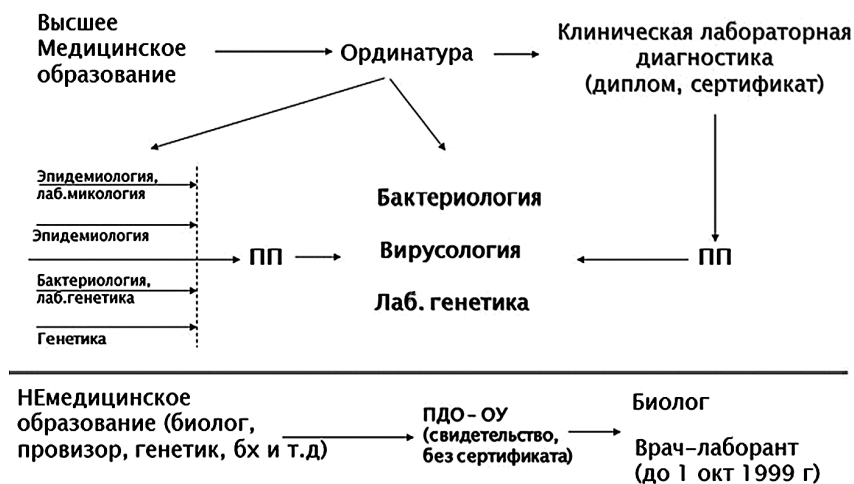 Высшее
Медицинское
образование
Ординатура
Клиническая лабораторная
диагностика
(диплом, сертификат)
Эпидемиология,
лаб.микология
Эпидемиология
Бактериология,
лаб.генетика
Генетика
ПП
Бактериология
Вирусология
Лаб. генетика
ПП
НЕмедицинское
образование (биолог,
провизор, генетик, бх и т.д)
ПДО – ОУ
(свидетельство,
без сертификата)
Биолог
Врач-лаборант
(до 1 окт 1999 г)